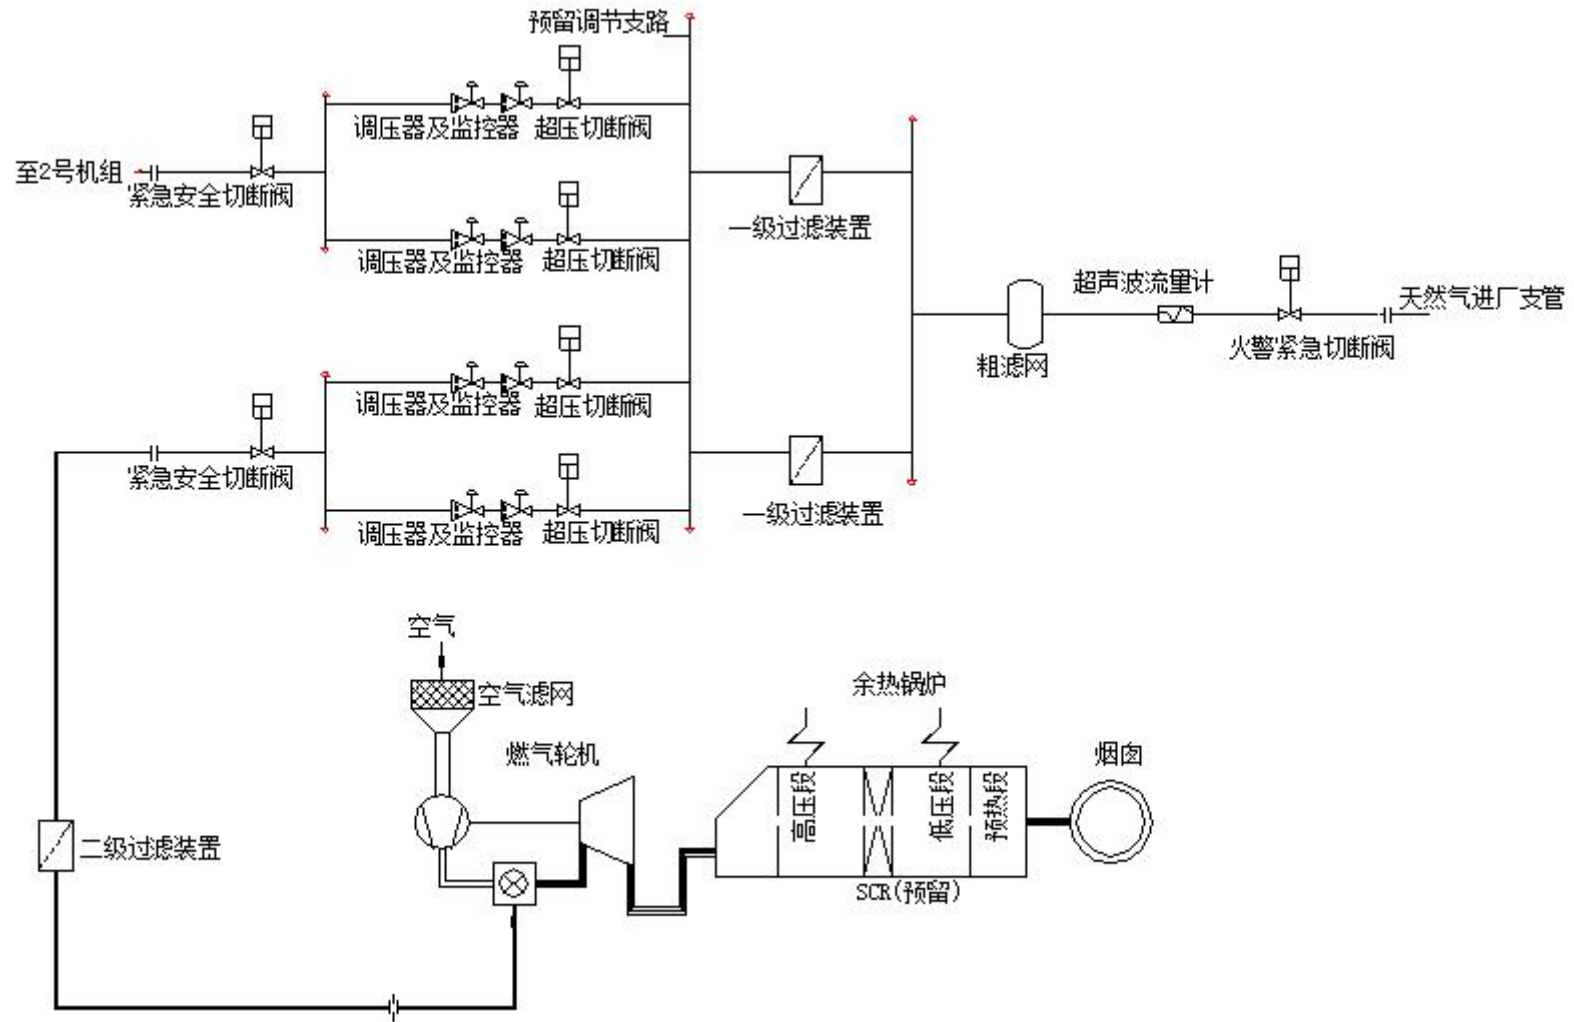 预留调节支路
调压器及监控器 超压切断阀
至2号机组
紧急安全切断阀
一级过滤装置
调压器及监控器 超压切断阀
超声波流量计
天然气进厂支管
火警紧急切断阀
粗滤网
调压器及监控器 超压切断阀
紧急安全切断阀
一级过滤装置
调压器及监控器 超压切断阀
空气
空气滤网
余热锅炉
燃气轮机
烟囱
高压段
低压段
预热段
二级过滤装置
SCR(预留)